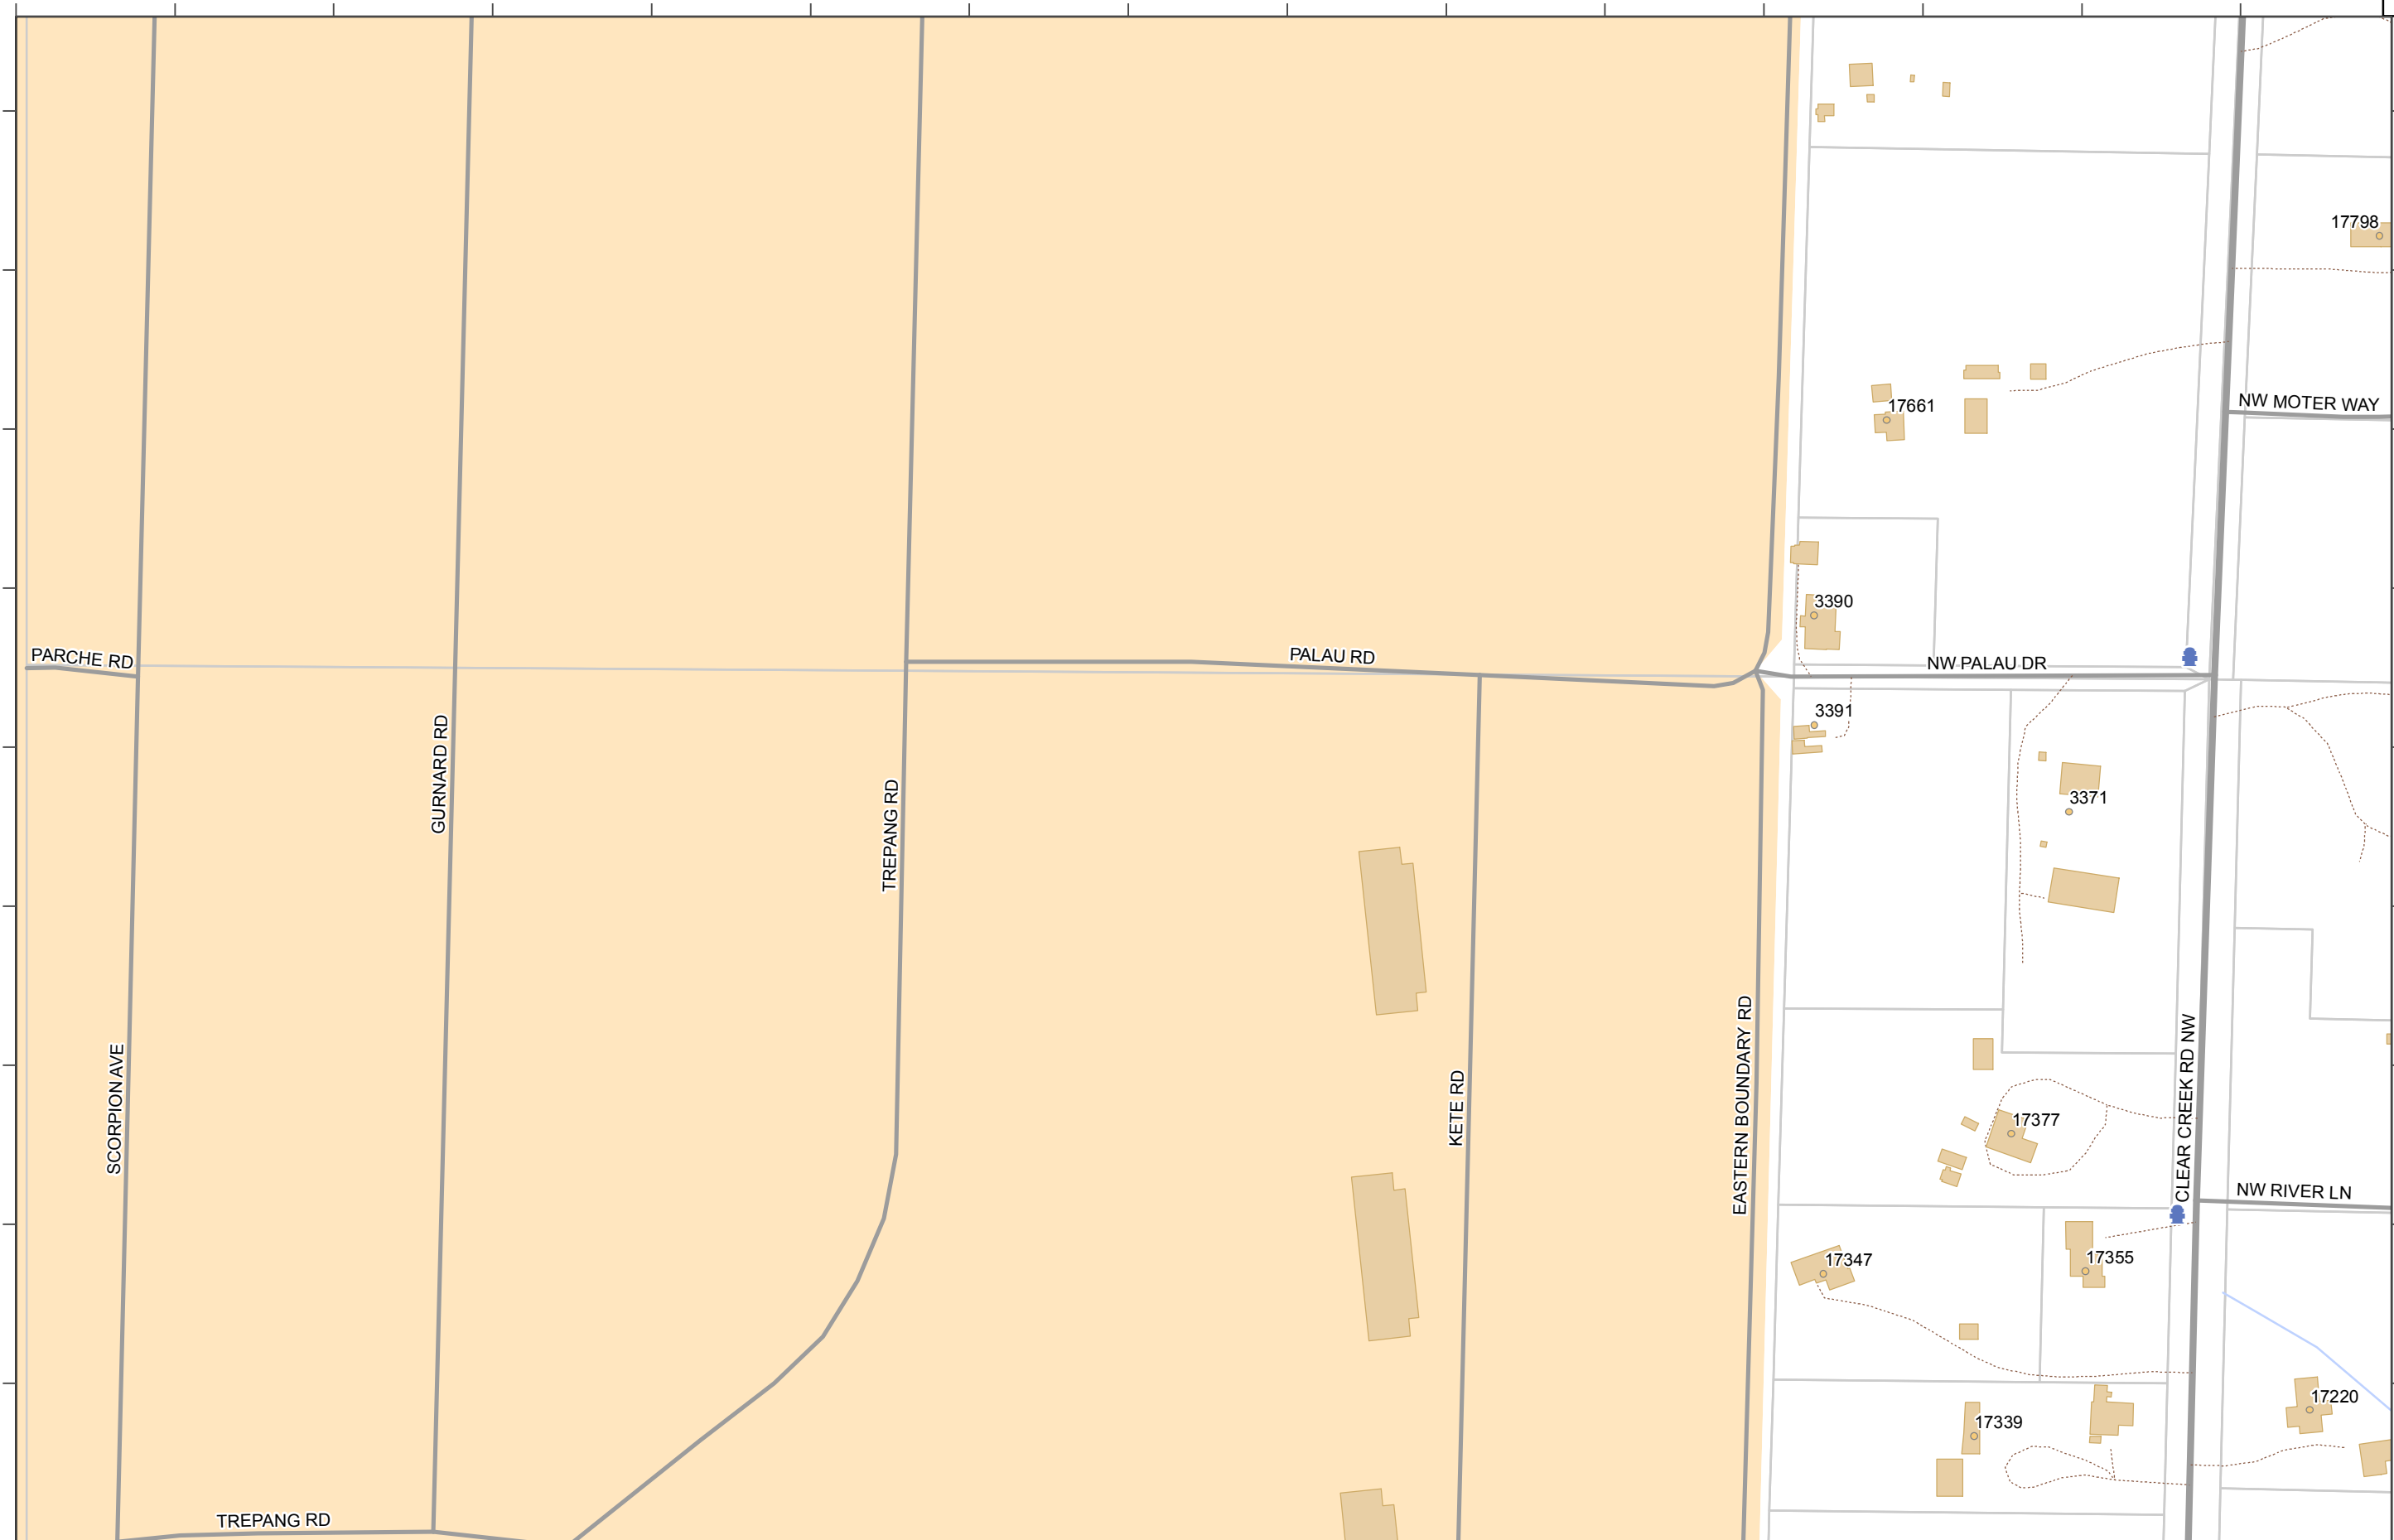 17798
NW MOTER WAY
17661
3390
PARCHE RD
PALAU RD
NW PALAU DR
3391
GURNARD RD
TREPANG RD
3371
SCORPION AVE
KETE RD
EASTERN BOUNDARY RD
CLEAR CREEK RD NW
17377
NW RIVER LN
17347
17355
17220
17339
TREPANG RD